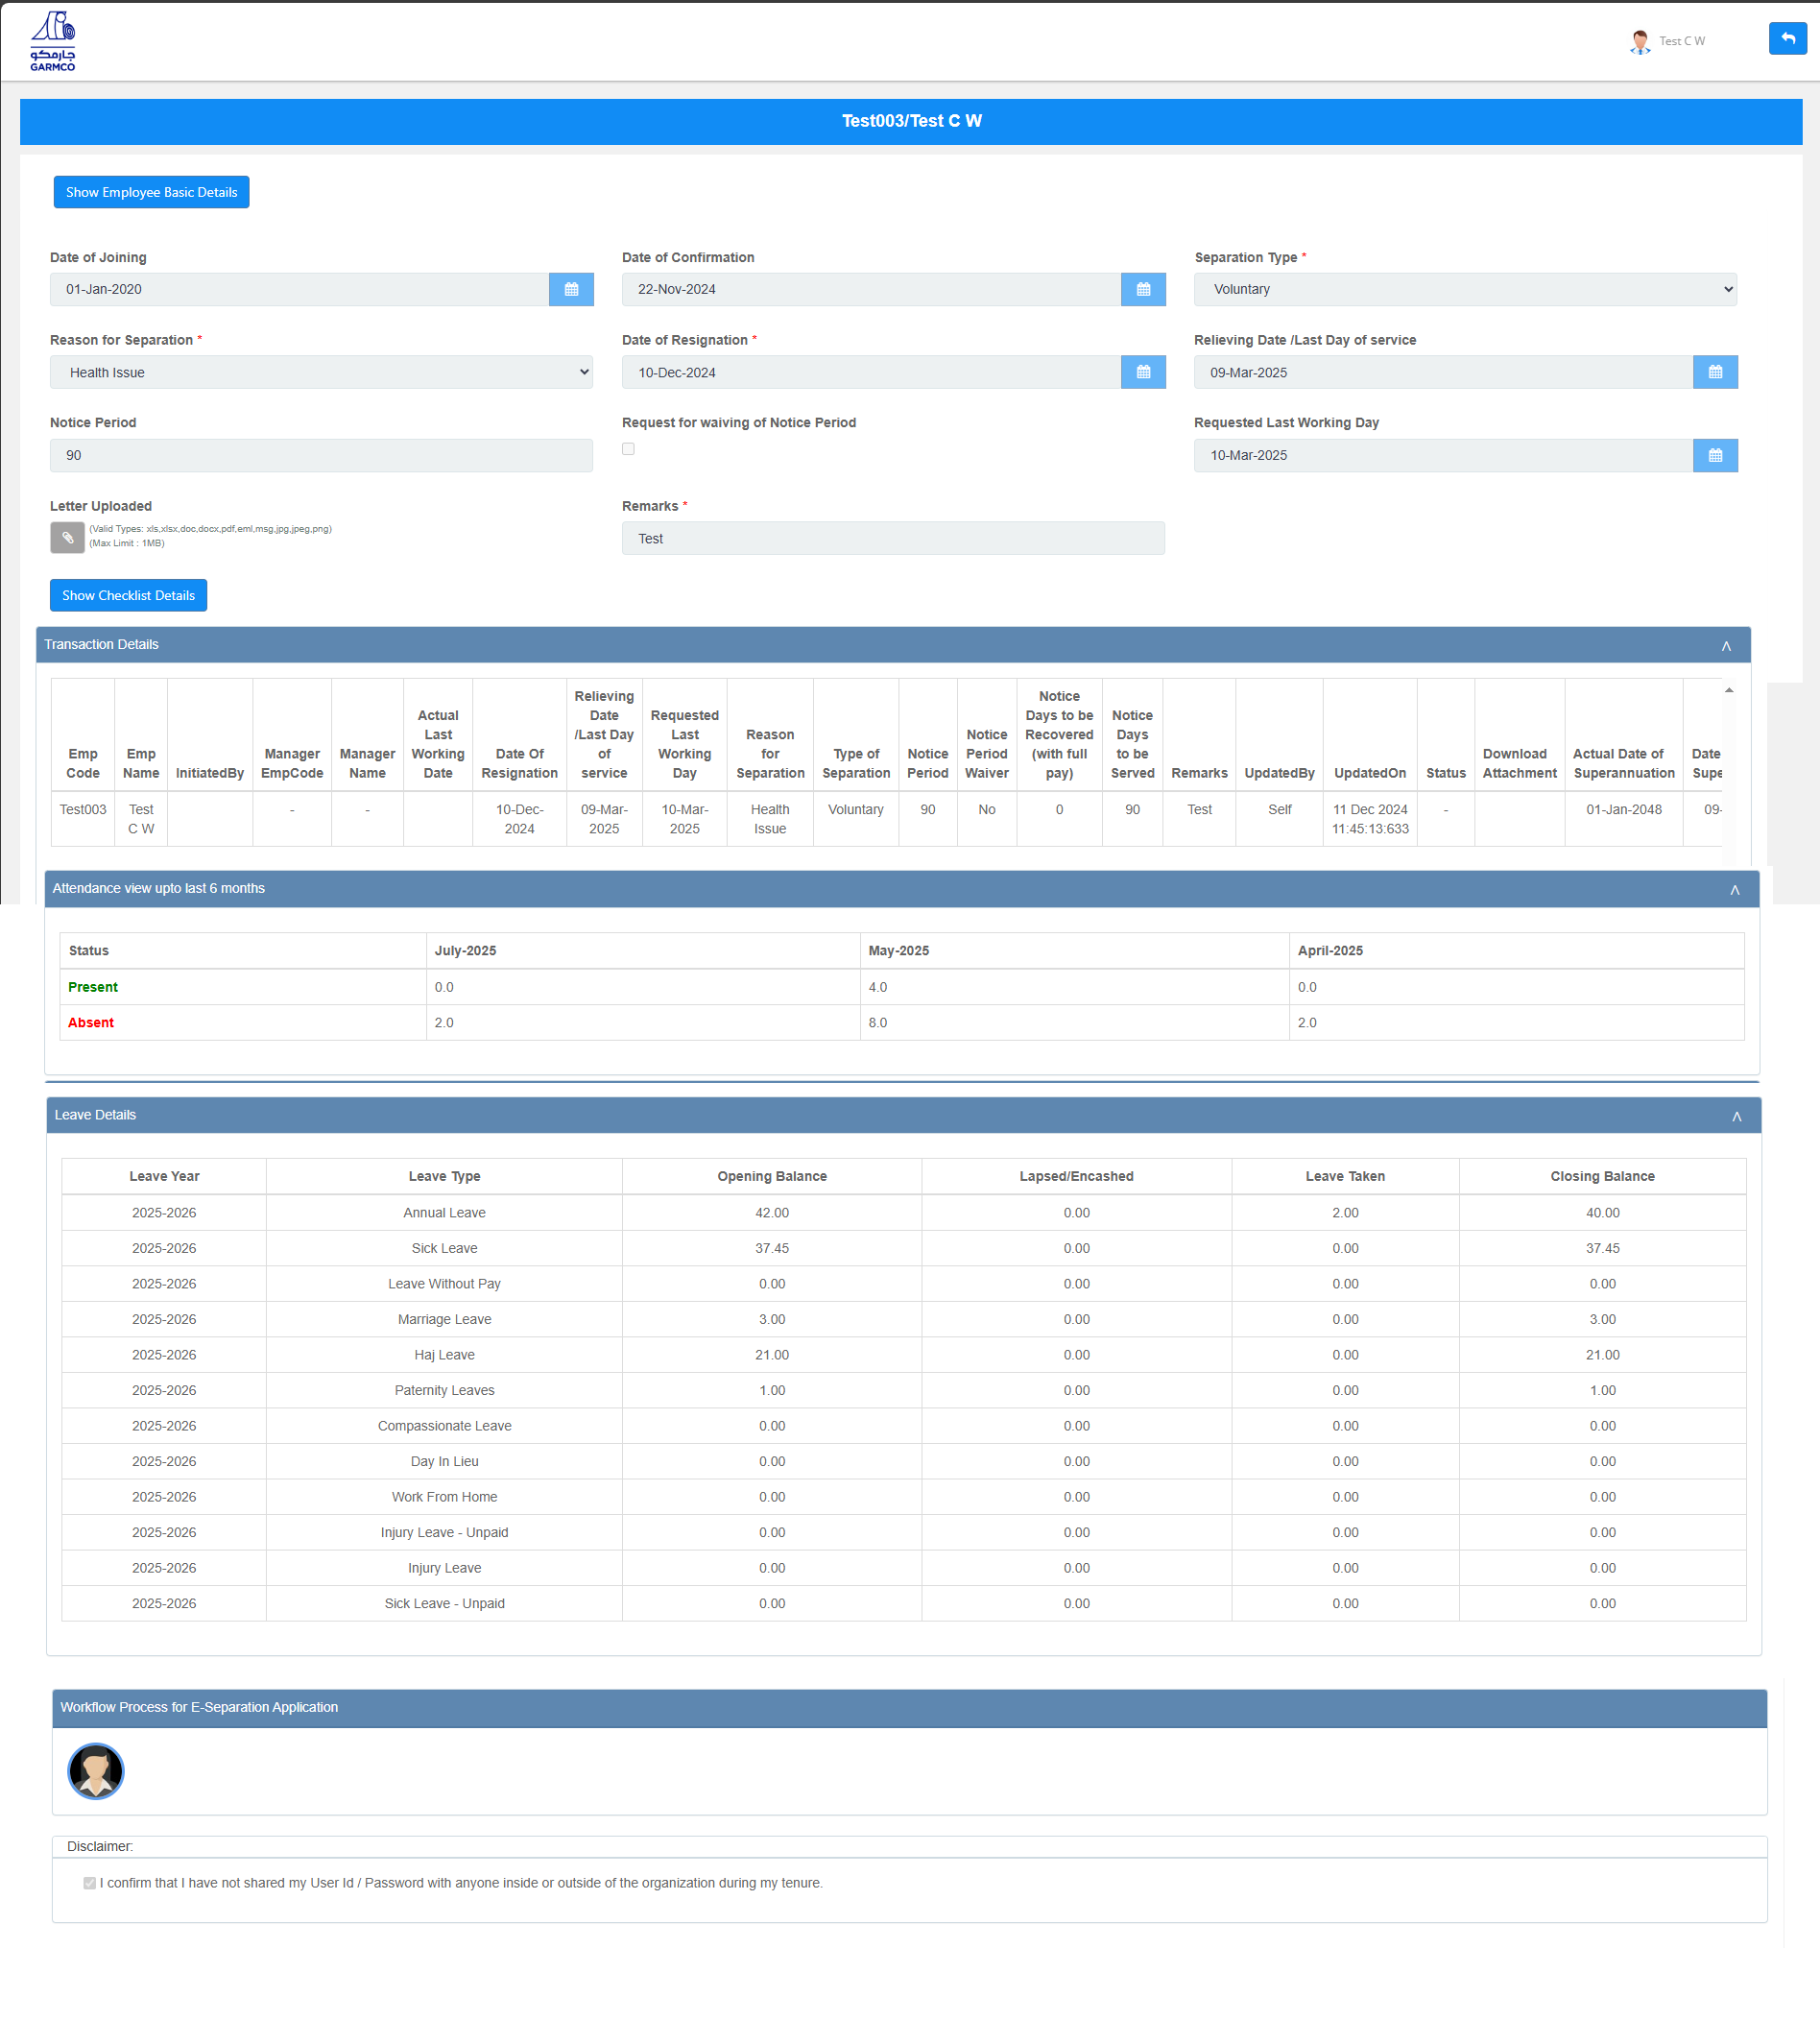 جارمكو
GARMCO
Test C W
Test003/Test C W
Show Employee Basic Details
Date of Joining
Date of Confirmation
Separation Type *
01-Jan-2020
22-Nov-2024
Voluntary
Reason for Separation *
Date of Resignation *
Relieving Date /Last Day of service
Health Issue
10-Dec-2024
09-Mar-2025
Notice Period
Request for waiving of Notice Period
Requested Last Working Day
90
10-Mar-2025
Letter Uploaded
Remarks *
(Valid Types: xls,xlsx,doc,docx,pdf,eml,msg,jpg,jpeg,png)
(Max Limit : 1MB)
Test
Show Checklist Details
Transaction Details
Emp Code Emp Name InitiatedBy Manager EmpCode Manager Name Actual Last Working Date Date Of Resignation Relieving Date /Last Day of service Requested Last Working Day Reason for Separation Type of Separation Notice Period Notice Period Waiver Notice Days to be Recovered (with full pay) Notice Days to be Served Remarks UpdatedBy UpdatedOn Status Download Attachment Actual Date of Superannuation Date Supe
Test003 Test C W - - 10-Dec-2024 09-Mar-2025 10-Mar-2025 Health Issue Voluntary 90 No 0 90 Test Self 11 Dec 2024 11:45:13:633 - 01-Jan-2048 09-
Attendance view upto last 6 months
Status July-2025 May-2025 April-2025
Present 0.0 4.0 0.0
Absent 2.0 8.0 2.0
Leave Details
Leave Year Leave Type Opening Balance Lapsed/Encashed Leave Taken Closing Balance
2025-2026 Annual Leave 42.00 0.00 2.00 40.00
2025-2026 Sick Leave 37.45 0.00 0.00 37.45
2025-2026 Leave Without Pay 0.00 0.00 0.00 0.00
2025-2026 Marriage Leave 3.00 0.00 0.00 3.00
2025-2026 Haj Leave 21.00 0.00 0.00 21.00
2025-2026 Paternity Leaves 1.00 0.00 0.00 1.00
2025-2026 Compassionate Leave 0.00 0.00 0.00 0.00
2025-2026 Day In Lieu 0.00 0.00 0.00 0.00
2025-2026 Work From Home 0.00 0.00 0.00 0.00
2025-2026 Injury Leave - Unpaid 0.00 0.00 0.00 0.00
2025-2026 Injury Leave 0.00 0.00 0.00 0.00
2025-2026 Sick Leave - Unpaid 0.00 0.00 0.00 0.00
Workflow Process for E-Separation Application
Disclaimer:
I confirm that I have not shared my User Id / Password with anyone inside or outside of the organization during my tenure.